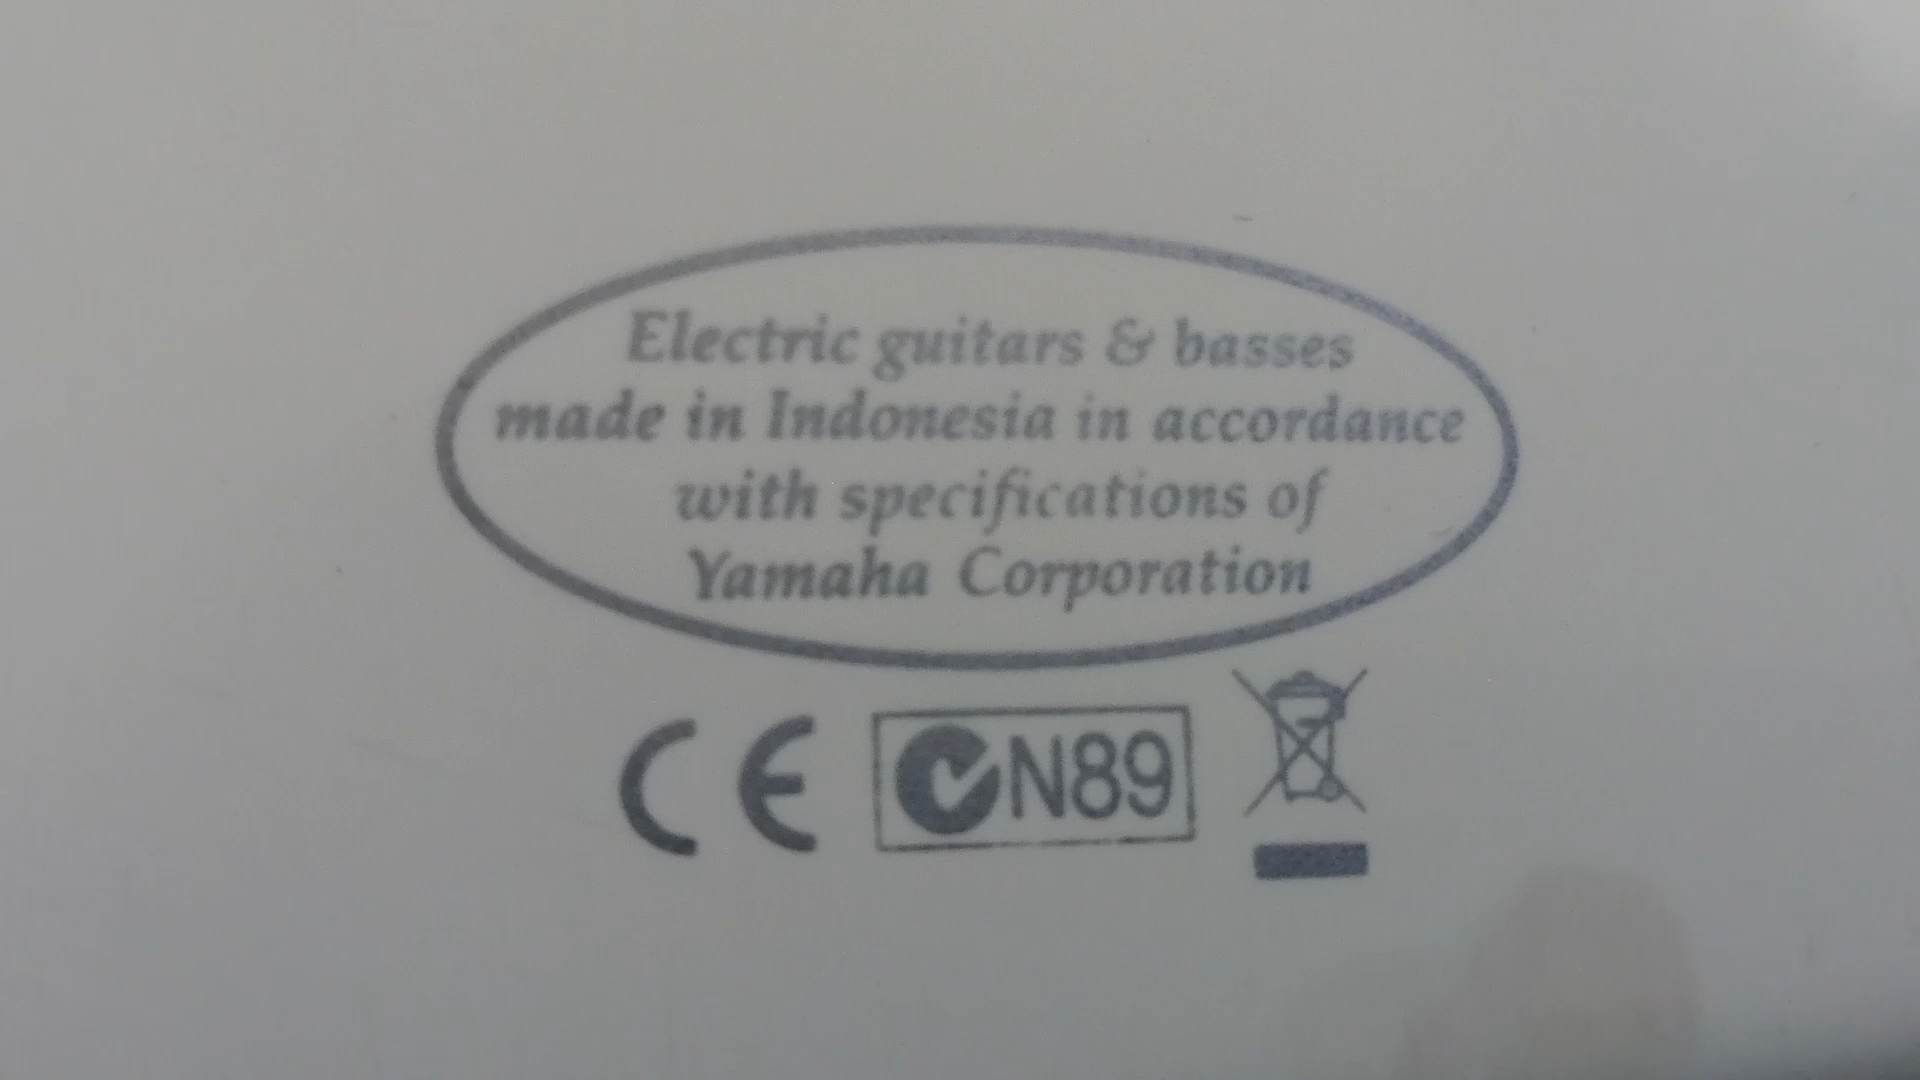 Electric guitars & basses
made in Indonesia in accordance
with specifications of
Yamaha Corporation
CE N89